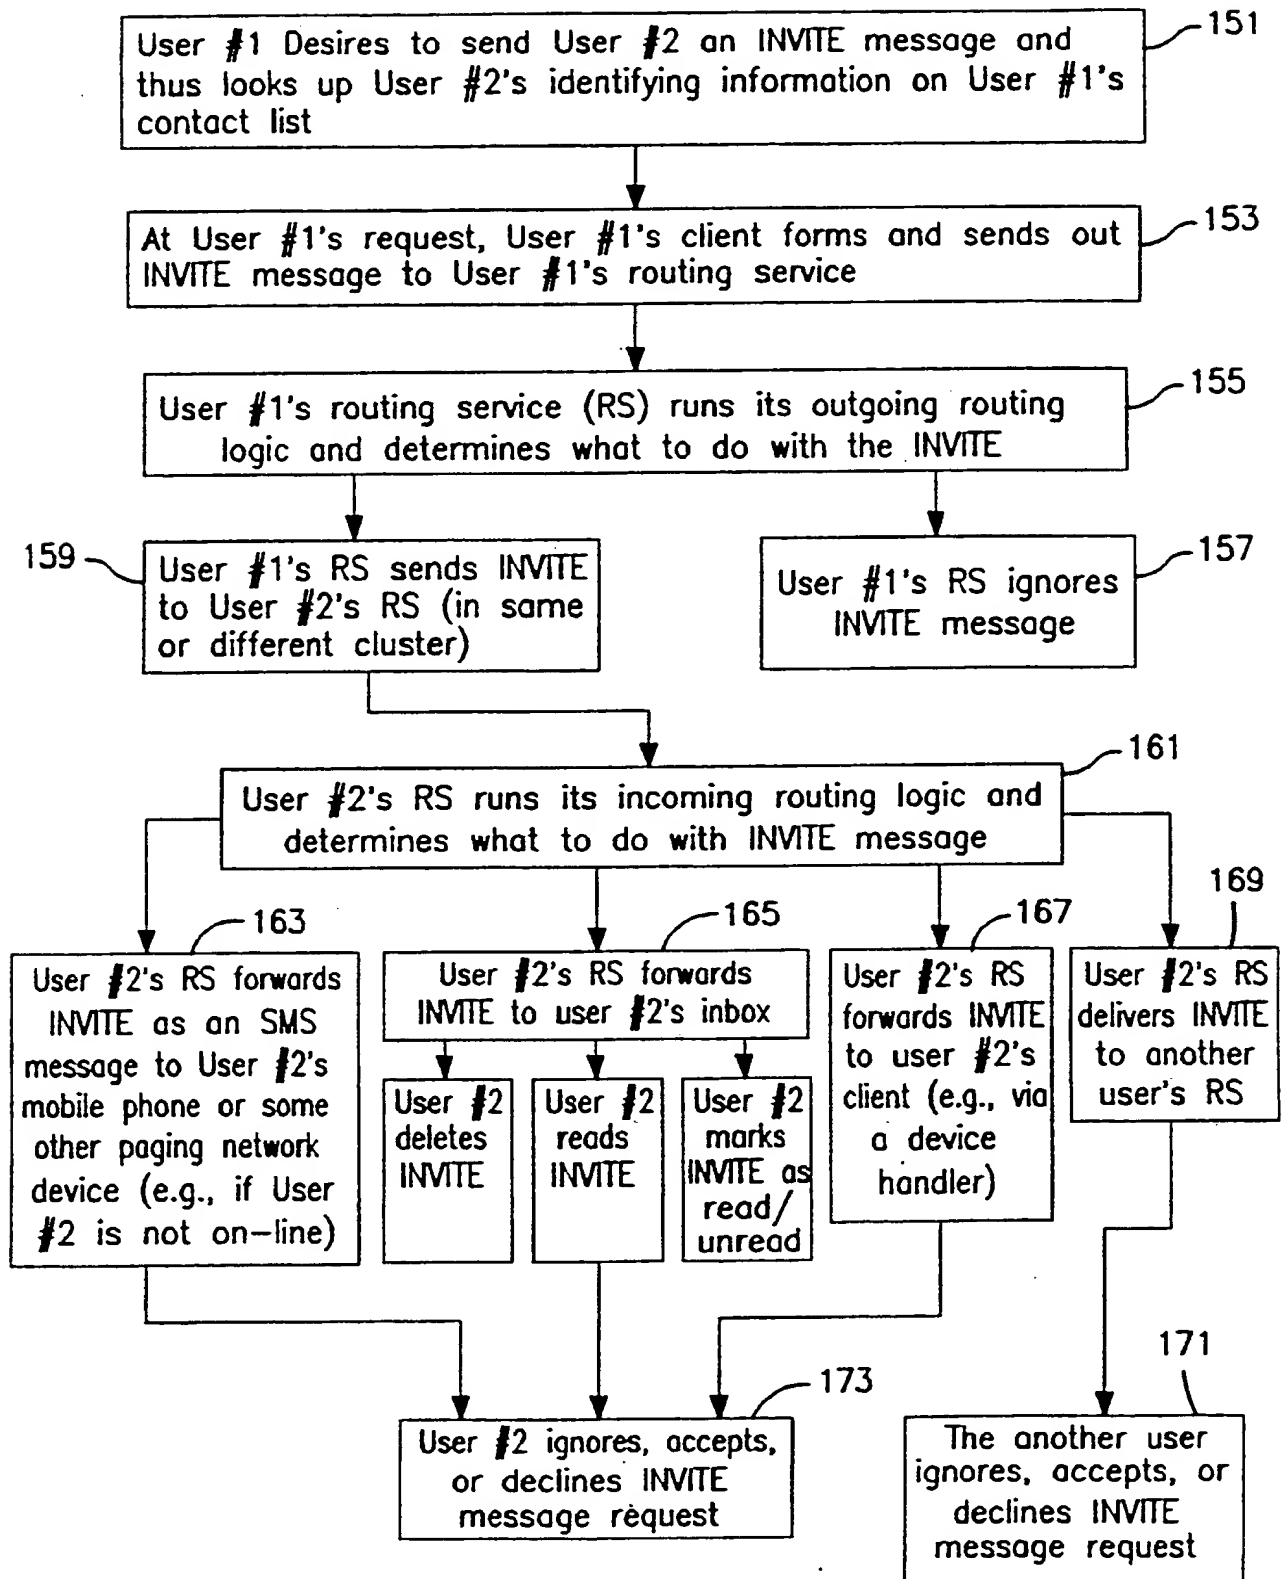 User #1 Desires to send User #2 an INVITE message and
thus looks up User #2's identifying information on User #1's
contact list
151
At User #1's request, User #1's client forms and sends out
INVITE message to User #1's routing service
153
User #1's routing service (RS) runs its outgoing routing
logic and determines what to do with the INVITE
155
159
User #1's RS sends INVITE
to User #2's RS (in same
or different cluster)
User #1's RS ignores
INVITE message
157
User #2's RS runs its incoming routing logic and
determines what to do with INVITE message
161
163
User #2's RS forwards
INVITE as an SMS
message to User #2's
mobile phone or some
other paging network
device (e.g., if User
#2 is not on-line)
165
User #2's RS forwards
INVITE to user #2's inbox
User #2
deletes
INVITE
User #2
reads
INVITE
User #2
marks
INVITE as
read/
unread
167
User #2's RS
forwards INVITE
to user #2's
client (e.g., via
a device
handler)
169
User #2's RS
delivers INVITE
to another
user's RS
173
User #2 ignores, accepts,
or declines INVITE
message request
171
The another user
ignores, accepts, or
declines INVITE
message request